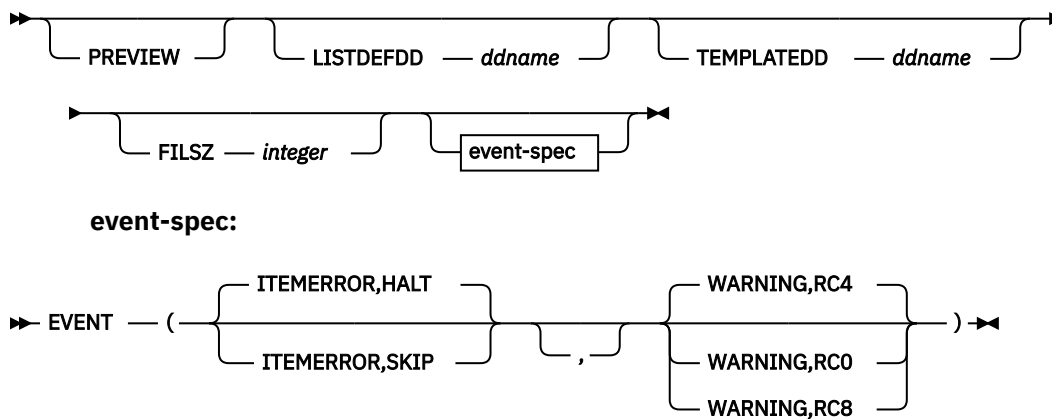 PREVIEW LISTDEFDD ddname TEMPLATEDD ddname
FILSZ integer event-spec
event-spec:
ITEMERROR,HALT WARNING,RC4
EVENT ( , )
ITEMERROR,SKIP WARNING,RC0
WARNING,RC8